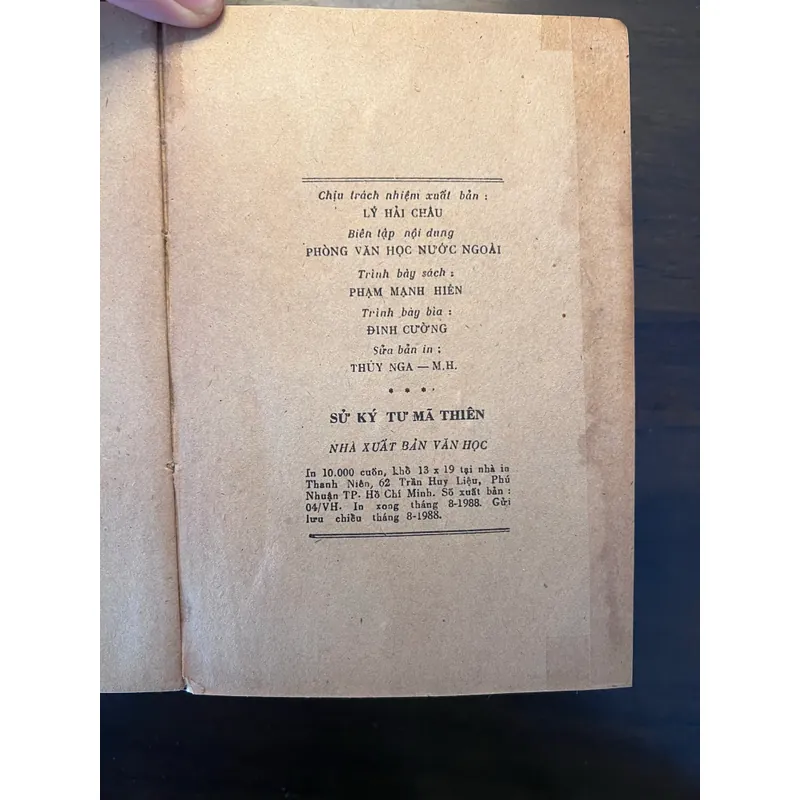 Chịu trách nhiệm xuất bản :
LÝ HẢI CHÂU
Biên tập nội dung
PHÒNG VĂN HỌC NƯỚC NGOÀI
Trình bày sách :
PHẠM MẠNH HIÊN
Trình bày bìa :
ĐINH CƯỜNG
Sửa bản in :
THÚY NGA — M.H.
* * *
SỬ KÝ TƯ MÃ THIÊN
NHÀ XUẤT BẢN VĂN HỌC
In 10.000 cuốn, khổ 13 x 19 tại nhà in
Thanh Niên, 62 Trần Huy Liệu, Phú
Nhuận TP. Hồ Chí Minh. Số xuất bản :
04/VH. In xong tháng 8-1988. Gửi
lưu chiều tháng 8-1988.